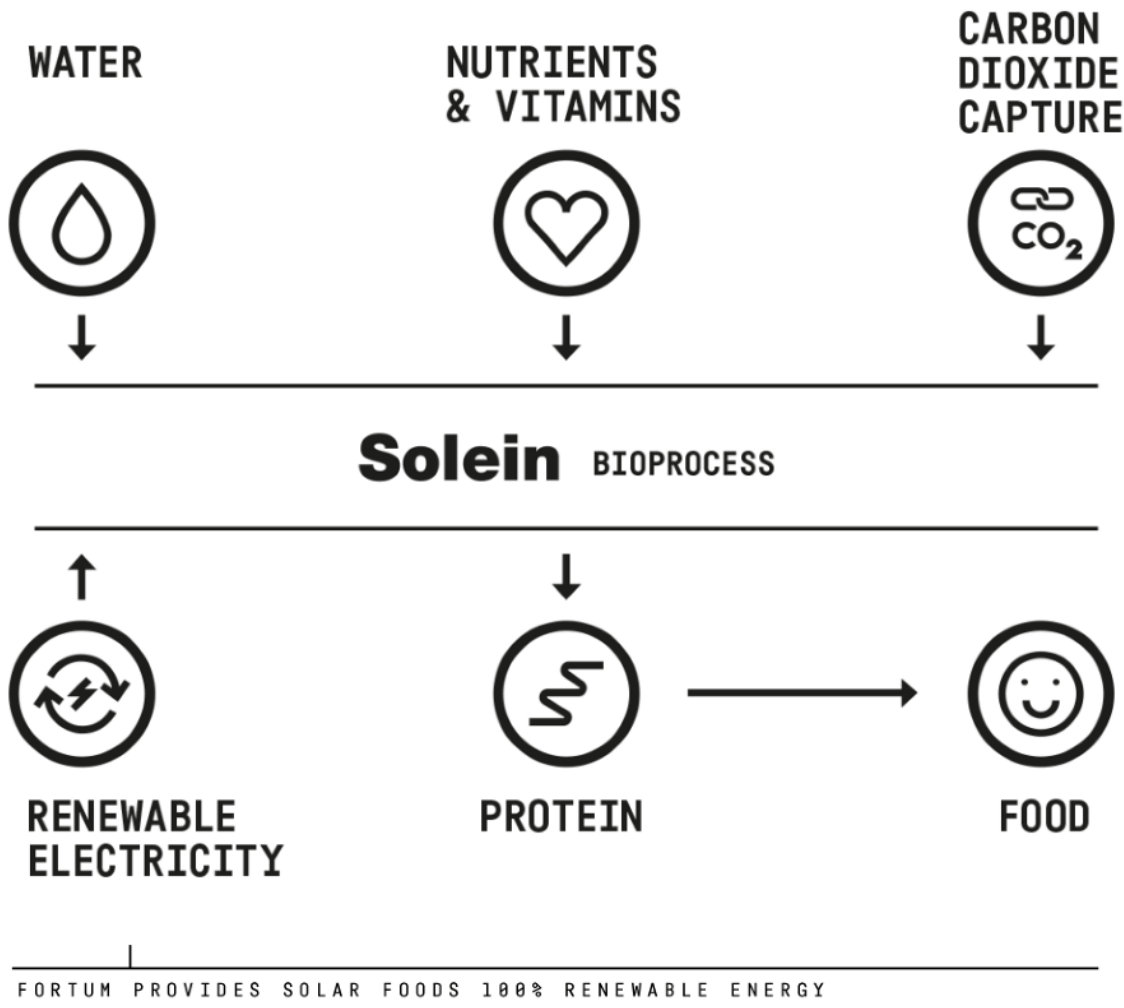 WATER
NUTRIENTS
& VITAMINS
CARBON
DIOXIDE
CAPTURE
CO2
Solein BIOPROCESS
RENEWABLE
ELECTRICITY
PROTEIN
FOOD
FORTUM PROVIDES SOLAR FOODS 100% RENEWABLE ENERGY